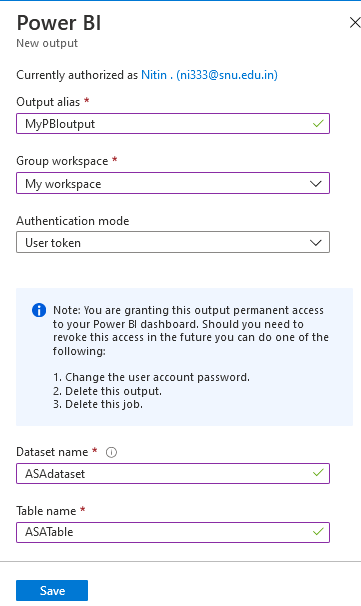 Power BI
New output
Currently authorized as Nitin . (ni333@snu.edu.in)
Output alias *
MyPBIoutput
Group workspace *
My workspace
Authentication mode
User token
Note: You are granting this output permanent access
to your Power BI dashboard. Should you need to
revoke this access in the future you can do one of the
following:
1. Change the user account password.
2. Delete this output.
3. Delete this job.
Dataset name *
ASAdataset
Table name *
ASATable
Save